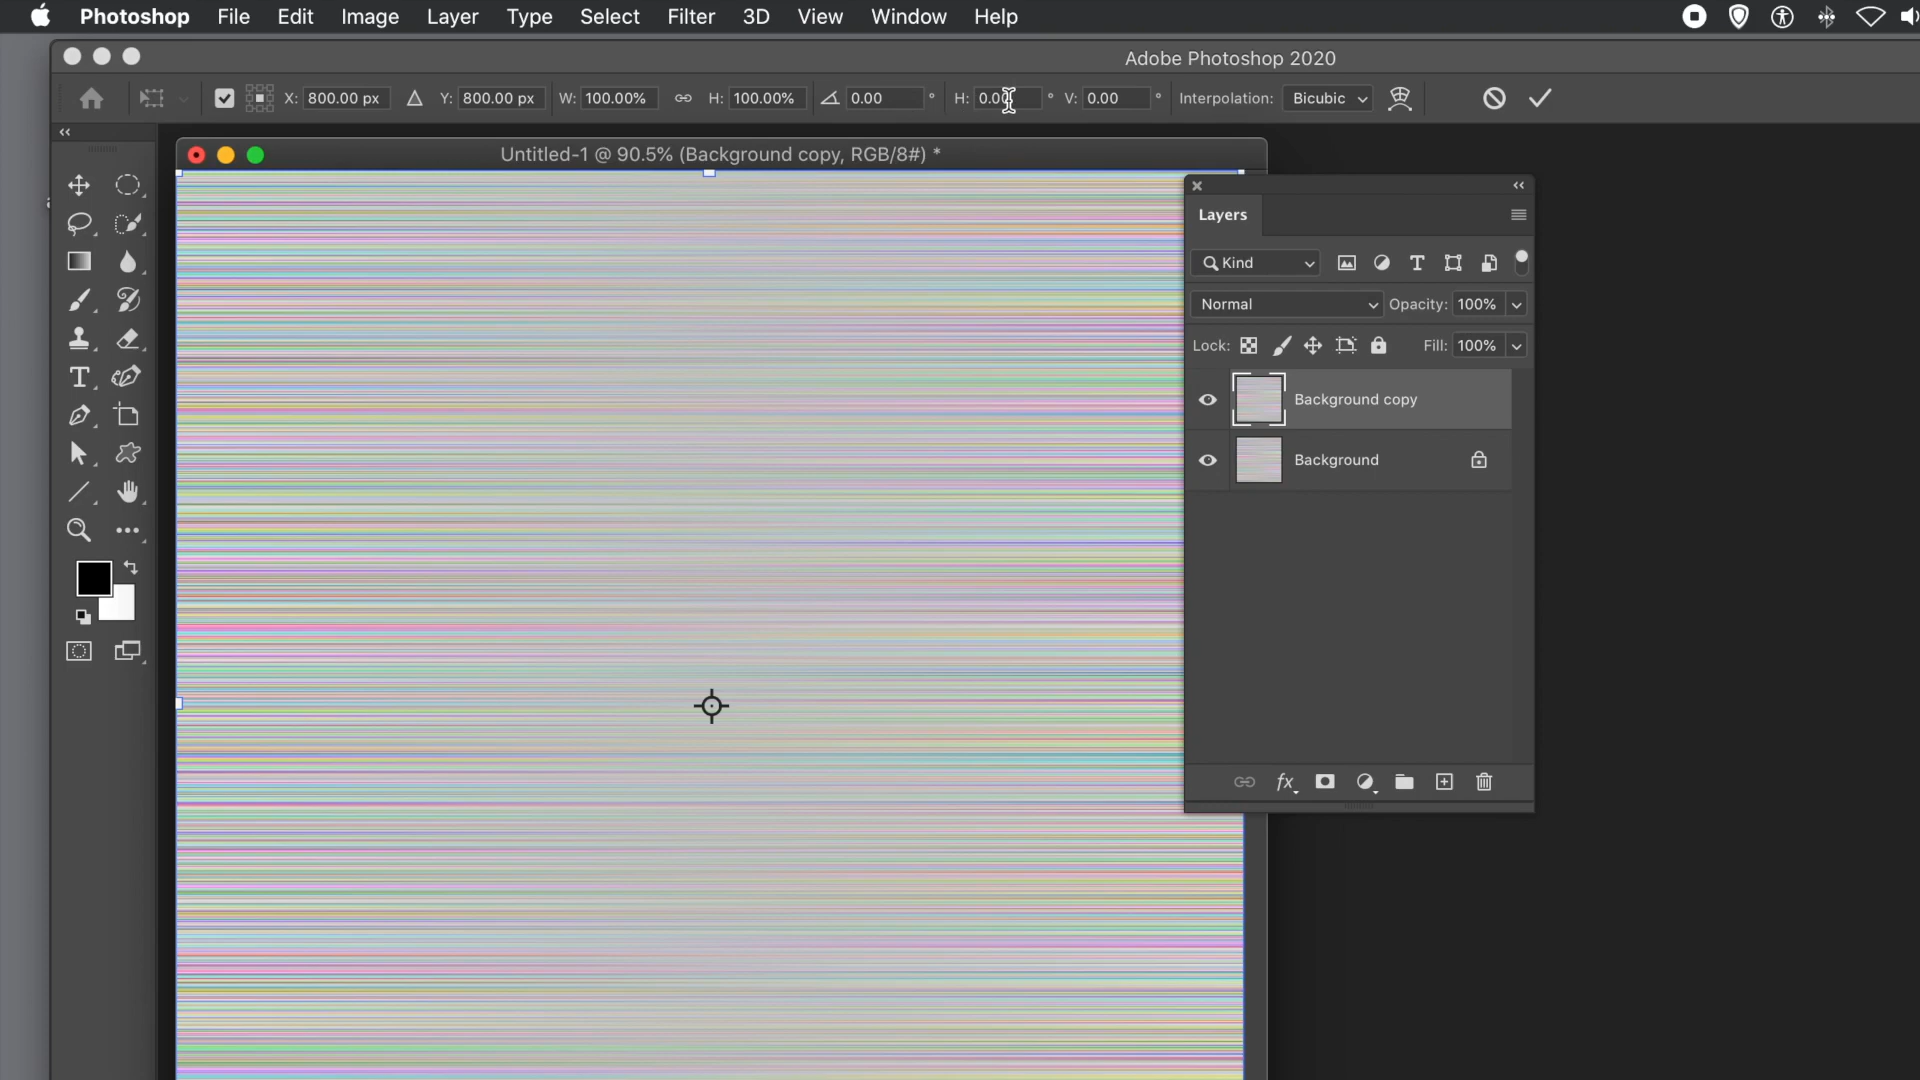 Photoshop File Edit Image Layer Type Select Filter 3D View Window Help
Adobe Photoshop 2020
X: 800.00 px Y: 800.00 px W: 100.00% H: 100.00% 0.00 ° H: 0.00 ° V: 0.00 ° Interpolation: Bicubic
Untitled-1 @ 90.5% (Background copy, RGB/8#) *
Layers
Kind
Normal Opacity: 100%
Lock: Fill: 100%
Background copy
Background